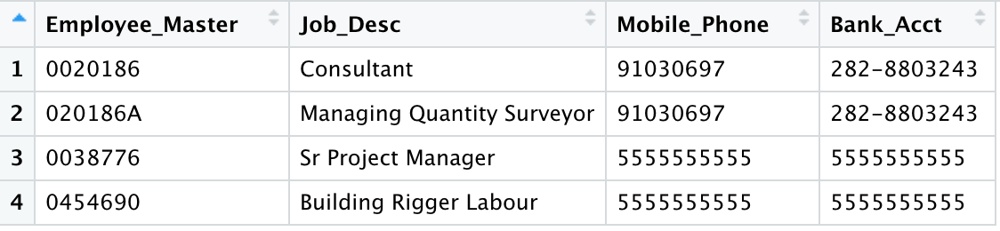 Employee_Master Job_Desc Mobile_Phone Bank_Acct
1 0020186 Consultant 91030697 282-8803243
2 020186A Managing Quantity Surveyor 91030697 282-8803243
3 0038776 Sr Project Manager 5555555555 5555555555
4 0454690 Building Rigger Labour 5555555555 5555555555